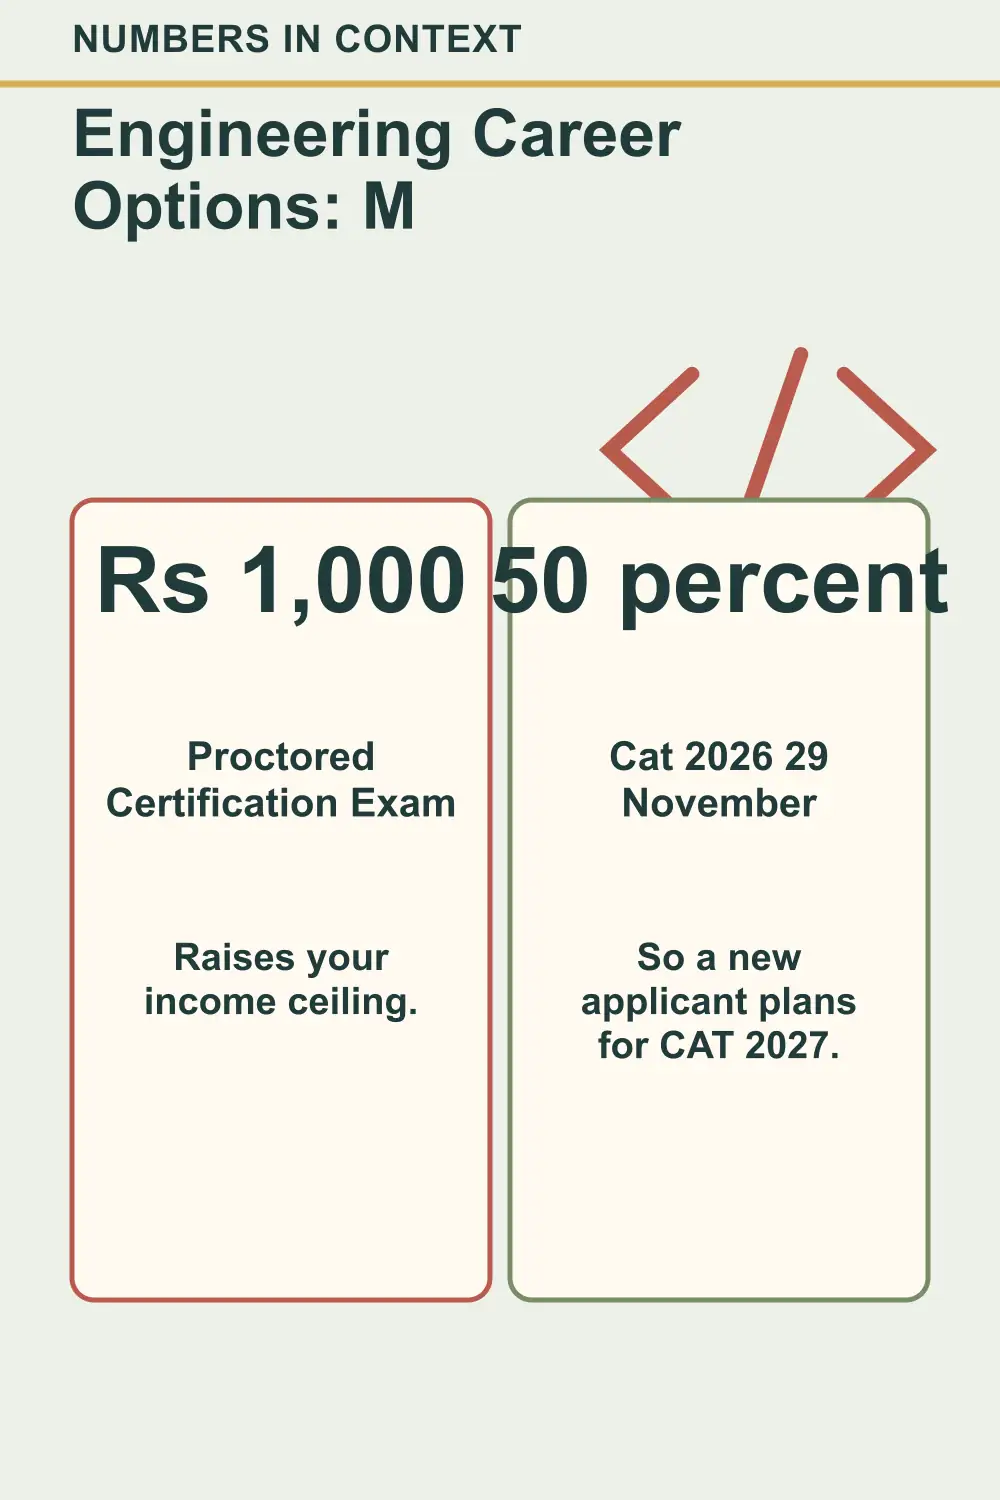 NUMBERS IN CONTEXT
Engineering Career
Options: M
Rs 1,000
Proctored
Certification Exam
Raises your
income ceiling.
50 percent
Cat 2026 29
November
So a new
applicant plans
for CAT 2027.